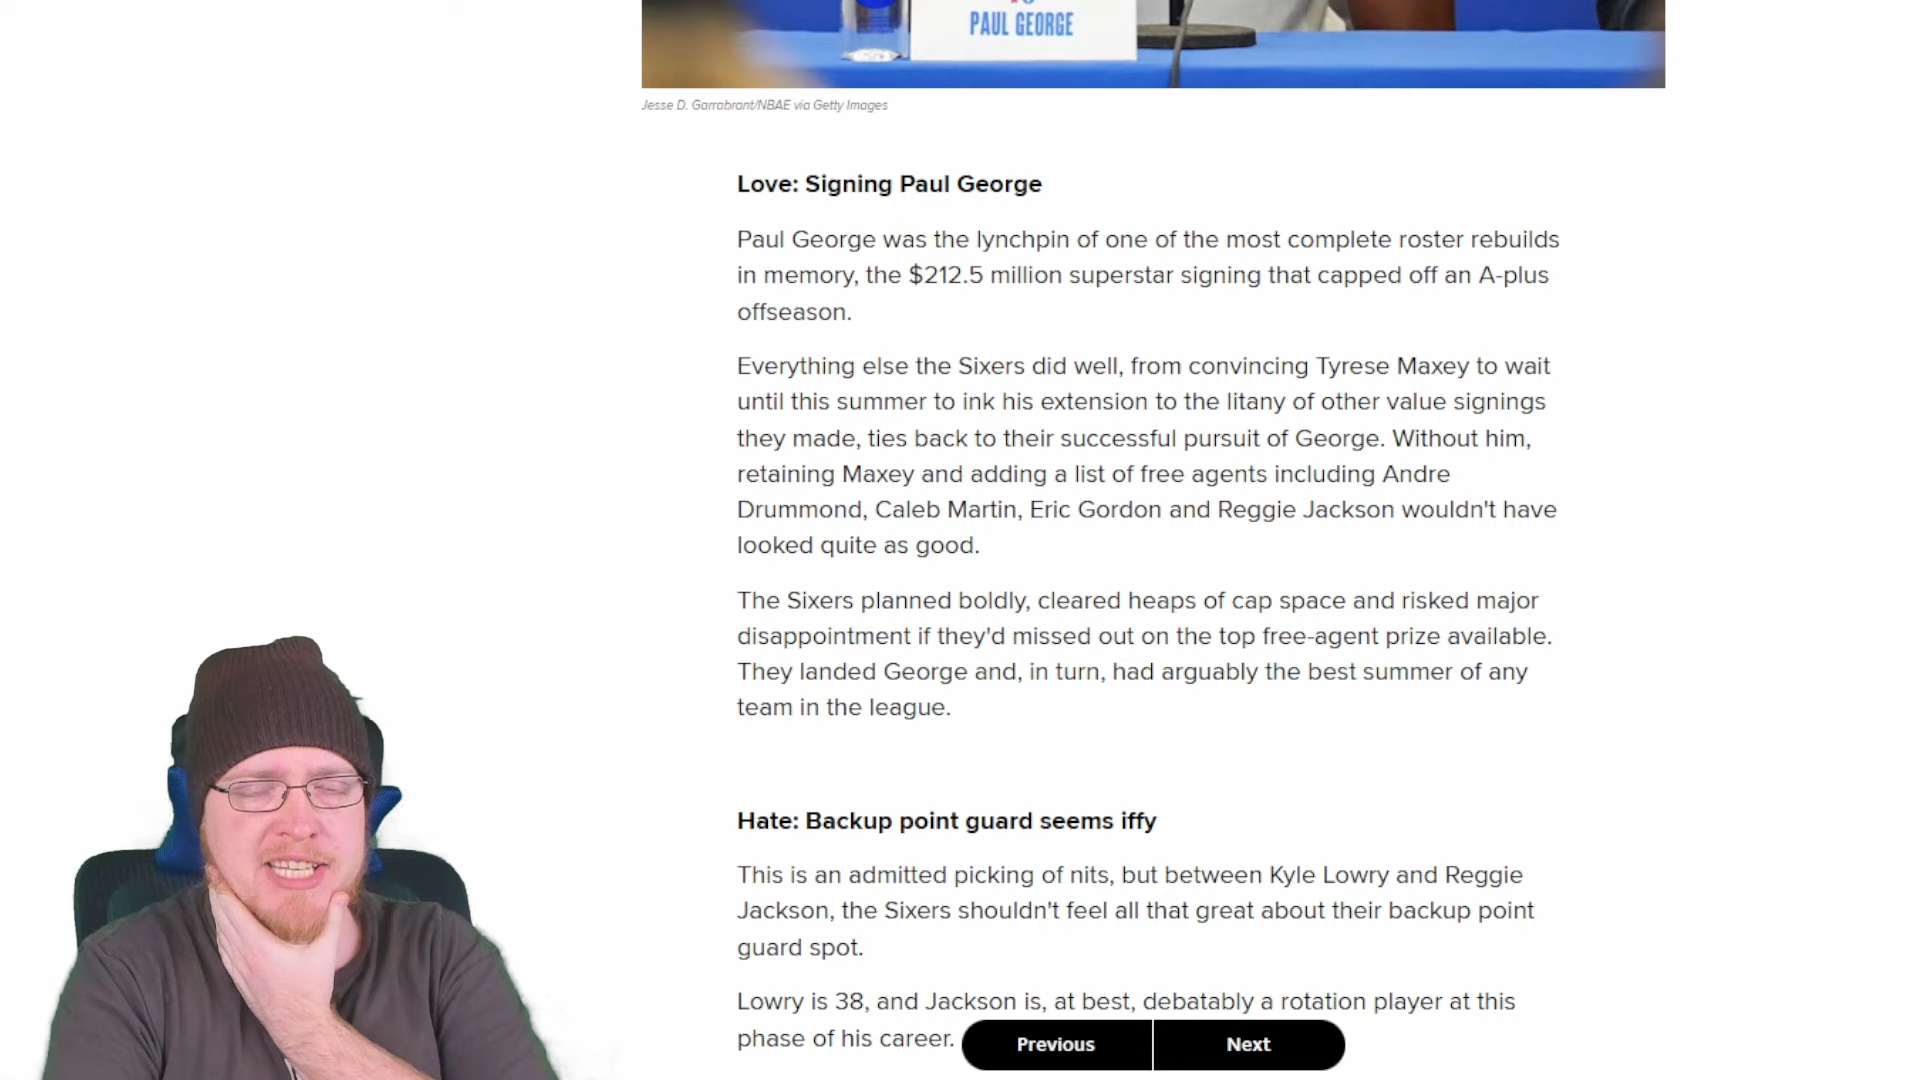 PAUL GEORGE
Jesse D. Garrabrant/NBAE via Getty Images
Love: Signing Paul George
Paul George was the lynchpin of one of the most complete roster rebuilds
in memory, the $212.5 million superstar signing that capped off an A-plus
offseason.
Everything else the Sixers did well, from convincing Tyrese Maxey to wait
until this summer to ink his extension to the litany of other value signings
they made, ties back to their successful pursuit of George. Without him,
retaining Maxey and adding a list of free agents including Andre
Drummond, Caleb Martin, Eric Gordon and Reggie Jackson wouldn't have
looked quite as good.
The Sixers planned boldly, cleared heaps of cap space and risked major
disappointment if they'd missed out on the top free-agent prize available.
They landed George and, in turn, had arguably the best summer of any
team in the league.
Hate: Backup point guard seems iffy
This is an admitted picking of nits, but between Kyle Lowry and Reggie
Jackson, the Sixers shouldn't feel all that great about their backup point
guard spot.
Lowry is 38, and Jackson is, at best, debatably a rotation player at this
phase of his career.
Previous
Next